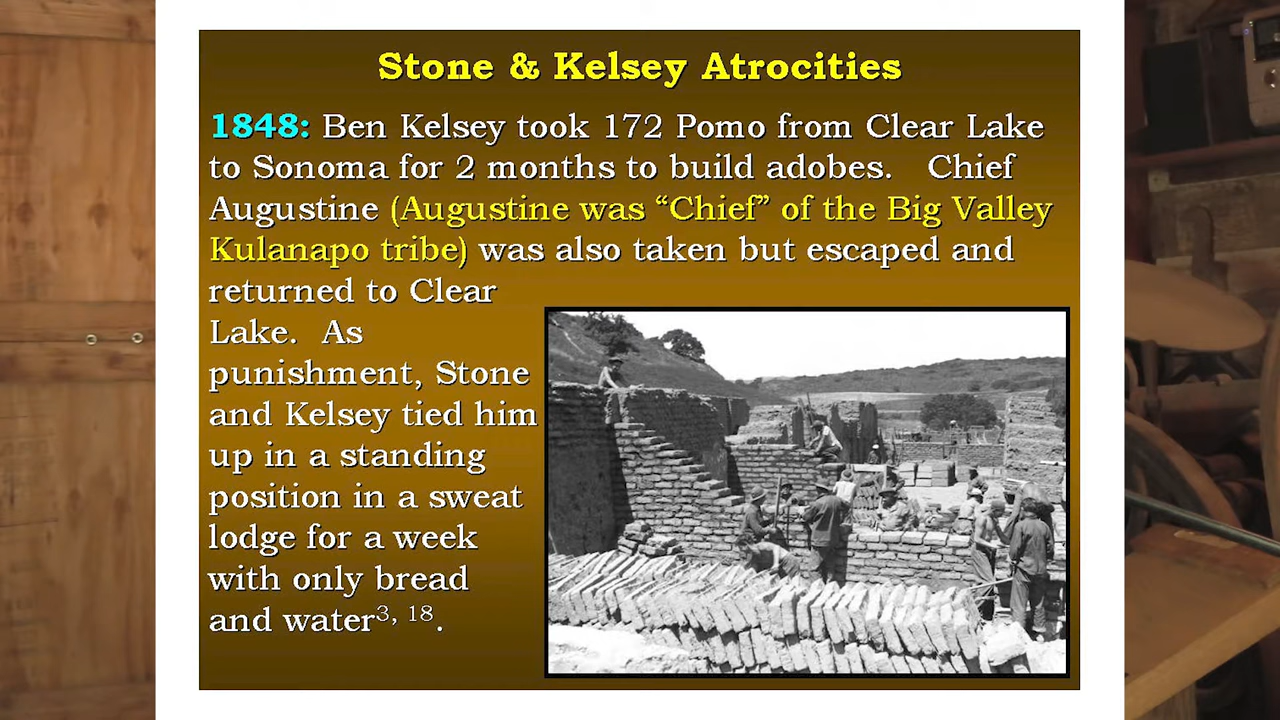 Stone & Kelsey Atrocities
1848: Ben Kelsey took 172 Pomo from Clear Lake
to Sonoma for 2 months to build adobes. Chief
Augustine (Augustine was “Chief” of the Big Valley
Kulanapo tribe) was also taken but escaped and
returned to Clear
Lake. As
punishment, Stone
and Kelsey tied him
up in a standing
position in a sweat
lodge for a week
with only bread
and water3, 18.